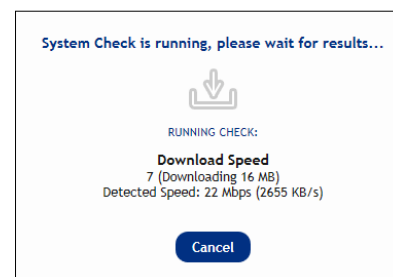 System Check is running, please wait for results...
RUNNING CHECK:
Download Speed
7 (Downloading 16 MB)
Detected Speed: 22 Mbps (2655 KB/s)
Cancel